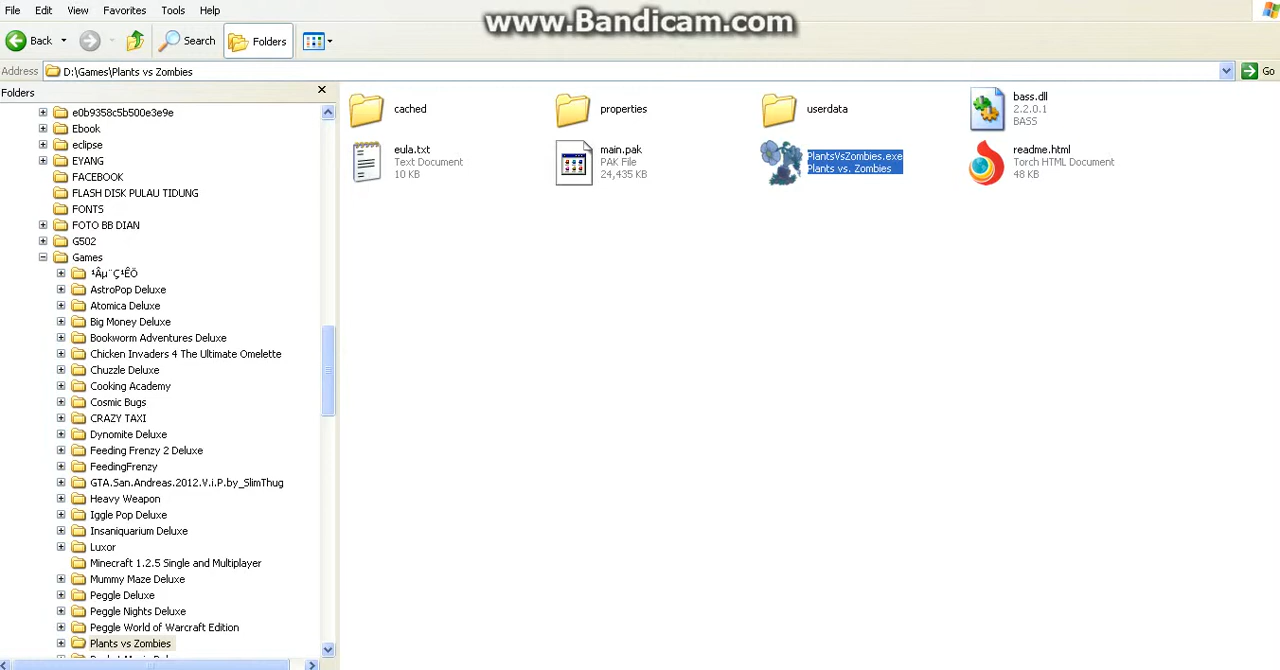 www.Bandicam.com
File Edit View Favorites Tools Help
Back Search Folders
Address D:\Games\Plants vs Zombies Go
Folders
e0b9358c5b500e3e9e
Ebook
eclipse
EYANG
FACEBOOK
FLASH DISK PULAU TIDUNG
FONTS
FOTO BB DIAN
G502
Games
¹Âµ¨Ç¹ÊÖ
AstroPop Deluxe
Atomica Deluxe
Big Money Deluxe
Bookworm Adventures Deluxe
Chicken Invaders 4 The Ultimate Omelette
Chuzzle Deluxe
Cooking Academy
Cosmic Bugs
CRAZY TAXI
Dynomite Deluxe
Feeding Frenzy 2 Deluxe
FeedingFrenzy
GTA.San.Andreas.2012.V.i.P.by_SlimThug
Heavy Weapon
Iggle Pop Deluxe
Insaniquarium Deluxe
Luxor
Minecraft 1.2.5 Single and Multiplayer
Mummy Maze Deluxe
Peggle Deluxe
Peggle Nights Deluxe
Peggle World of Warcraft Edition
Plants vs Zombies
cached
properties
userdata
bass.dll
2.2.0.1
BASS
eula.txt
Text Document
10 KB
main.pak
PAK File
24,435 KB
PlantsVsZombies.exe
Plants vs. Zombies
readme.html
Torch HTML Document
48 KB